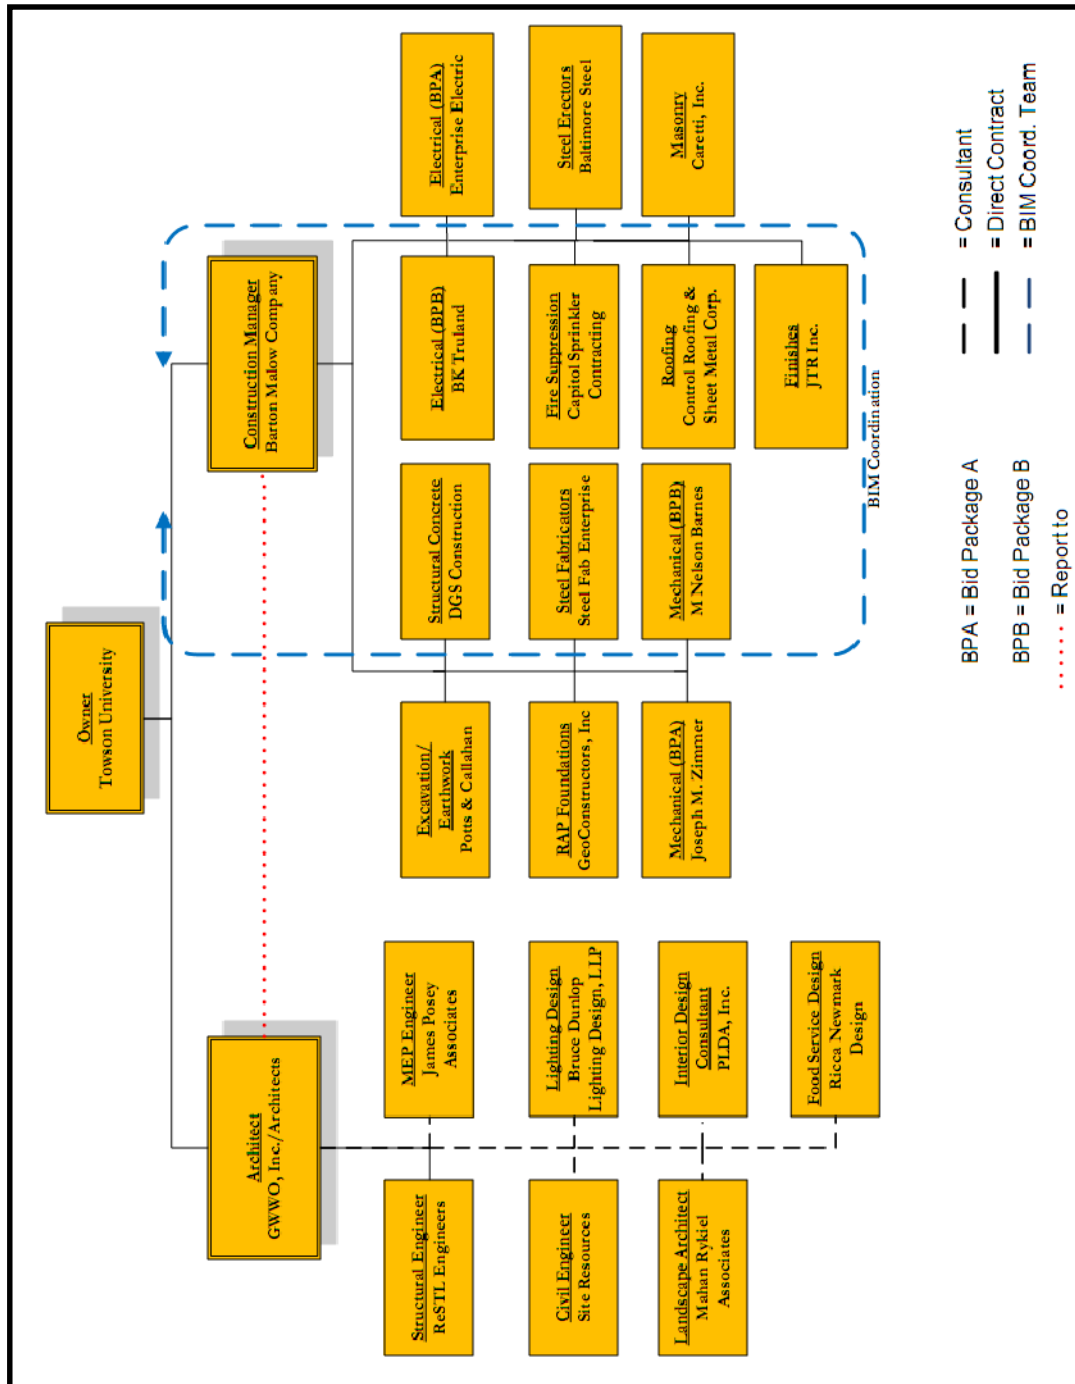 Owner
Towson University
Architect
GWWO, Inc./Architects
Construction Manager
Barton Malow Company
Structural Engineer
ReSTL Engineers
MEP Engineer
James Posey
Associates
Civil Engineer
Site Resources
Lighting Design
Bruce Dunlop
Lighting Design, LLP
Landscape Architect
Mahan Rykiel
Associates
Interior Design
Consultant
PLDA, Inc.
Food Service Design
Ricca Newmark
Design
Excavation/
Earthwork
Potts & Callahan
Structural Concrete
DGS Construction
Electrical (BPB)
BK Truland
Electrical (BPA)
Enterprise Electric
RAP Foundations
GeoConstructors, Inc
Steel Fabricators
Steel Fab Enterprise
Fire Suppression
Capitol Sprinkler
Contracting
Steel Erectors
Baltimore Steel
Mechanical (BPA)
Joseph M. Zimmer
Mechanical (BPB)
M Nelson Barnes
Roofing
Control Roofing &
Sheet Metal Corp.
Masonry
Caretti, Inc.
Finishes
JTR Inc.
BIM Coordination
BPA = Bid Package A
BPB = Bid Package B
= Report to
= Consultant
= Direct Contract
= BIM Coord. Team